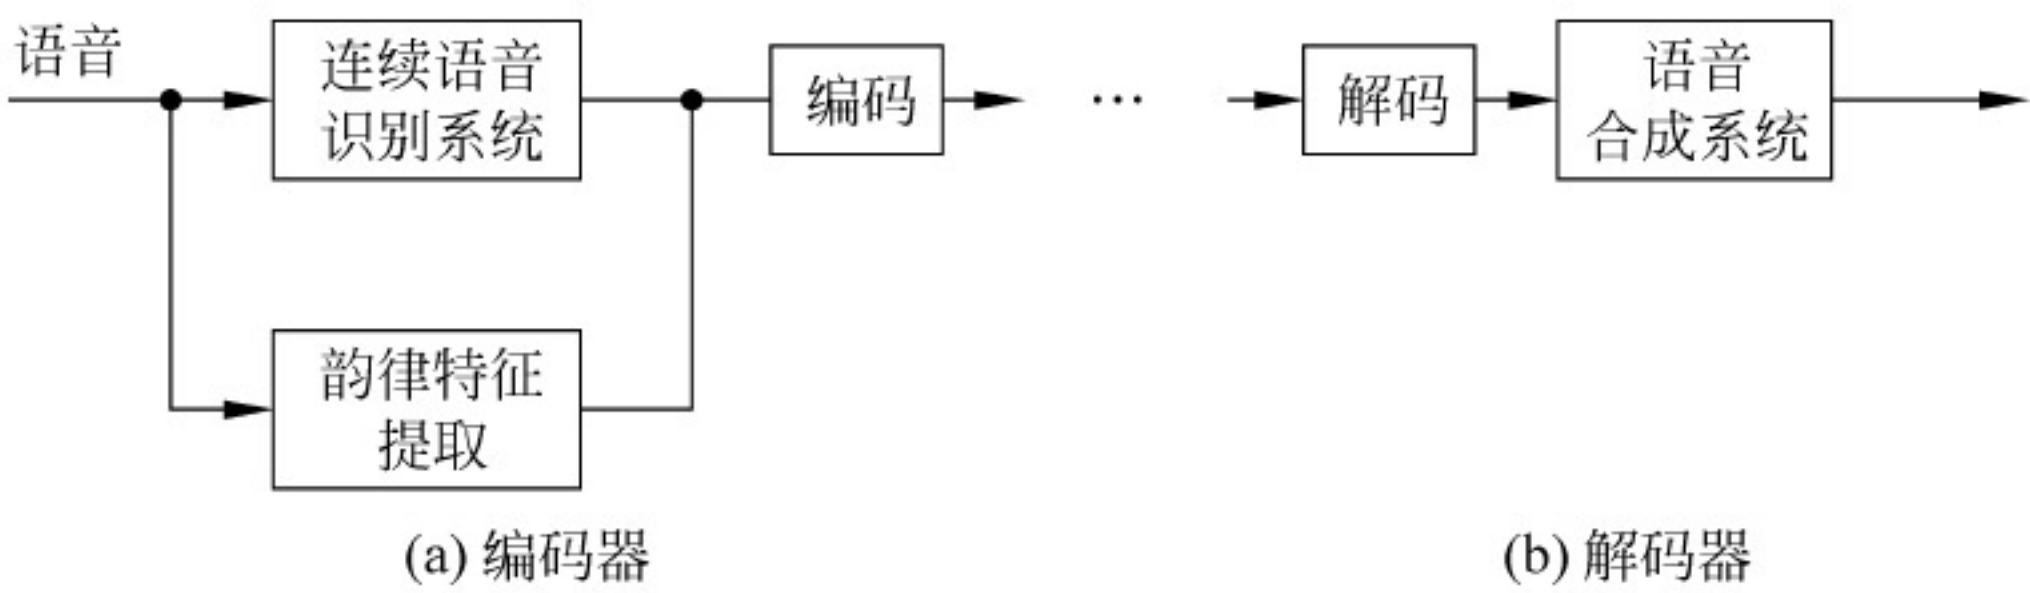 语音
连续语音
识别系统
编码
…
解码
语音
合成系统
韵律特征
提取
(a) 编码器
(b) 解码器